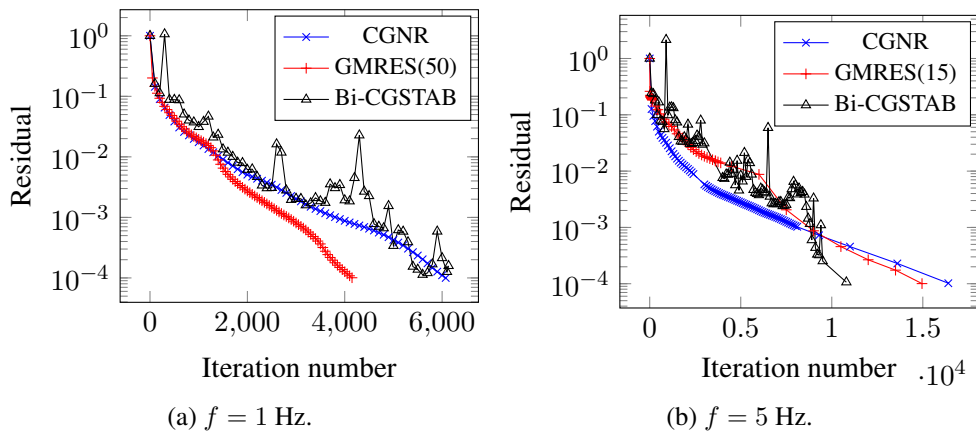 10^0
10^−1
10^−2
10^−3
10^−4
Residual
CGNR
GMRES(50)
Bi-CGSTAB
0
2,000
4,000
6,000
Iteration number
(a) f = 1 Hz.
10^0
10^−1
10^−2
10^−3
10^−4
Residual
CGNR
GMRES(15)
Bi-CGSTAB
0
0.5
1
1.5
·10^4
Iteration number
(b) f = 5 Hz.